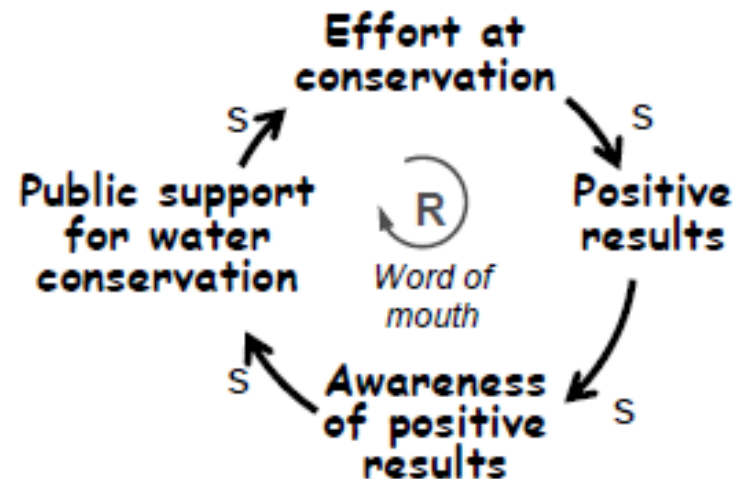 Effort at
conservation
S
S
Public support
for water
conservation
Positive
results
R
Word of
mouth
S
S
Awareness
of positive
results